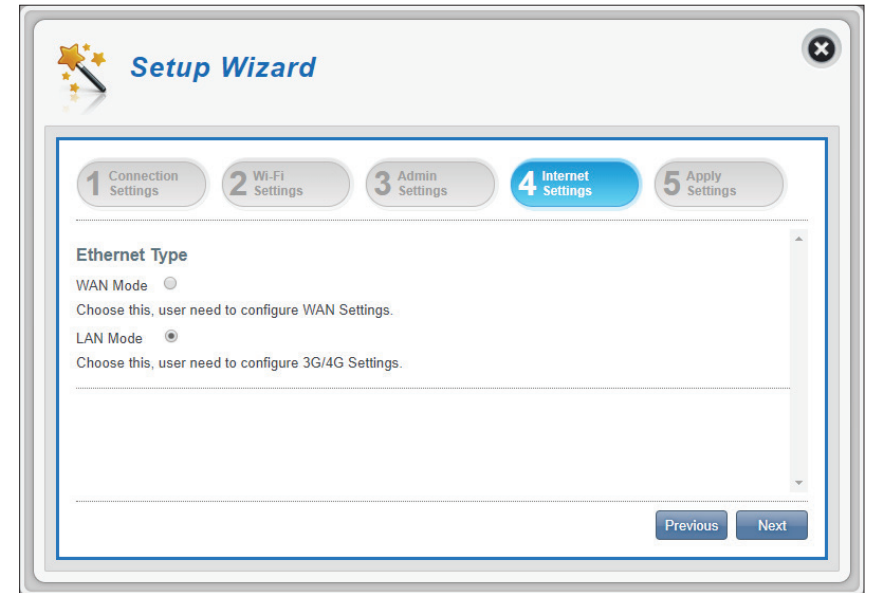 Setup Wizard
1 Connection Settings
2 Wi-Fi Settings
3 Admin Settings
4 Internet Settings
5 Apply Settings
Ethernet Type
WAN Mode
Choose this, user need to configure WAN Settings.
LAN Mode
Choose this, user need to configure 3G/4G Settings.
Previous Next